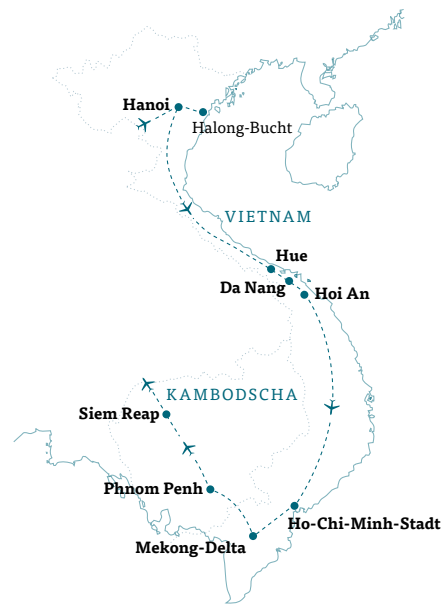 Hanoi
Halong-Bucht
VIETNAM
Hue
Da Nang
Hoi An
KAMBODSCHA
Siem Reap
Phnom Penh
Ho-Chi-Minh-Stadt
Mekong-Delta